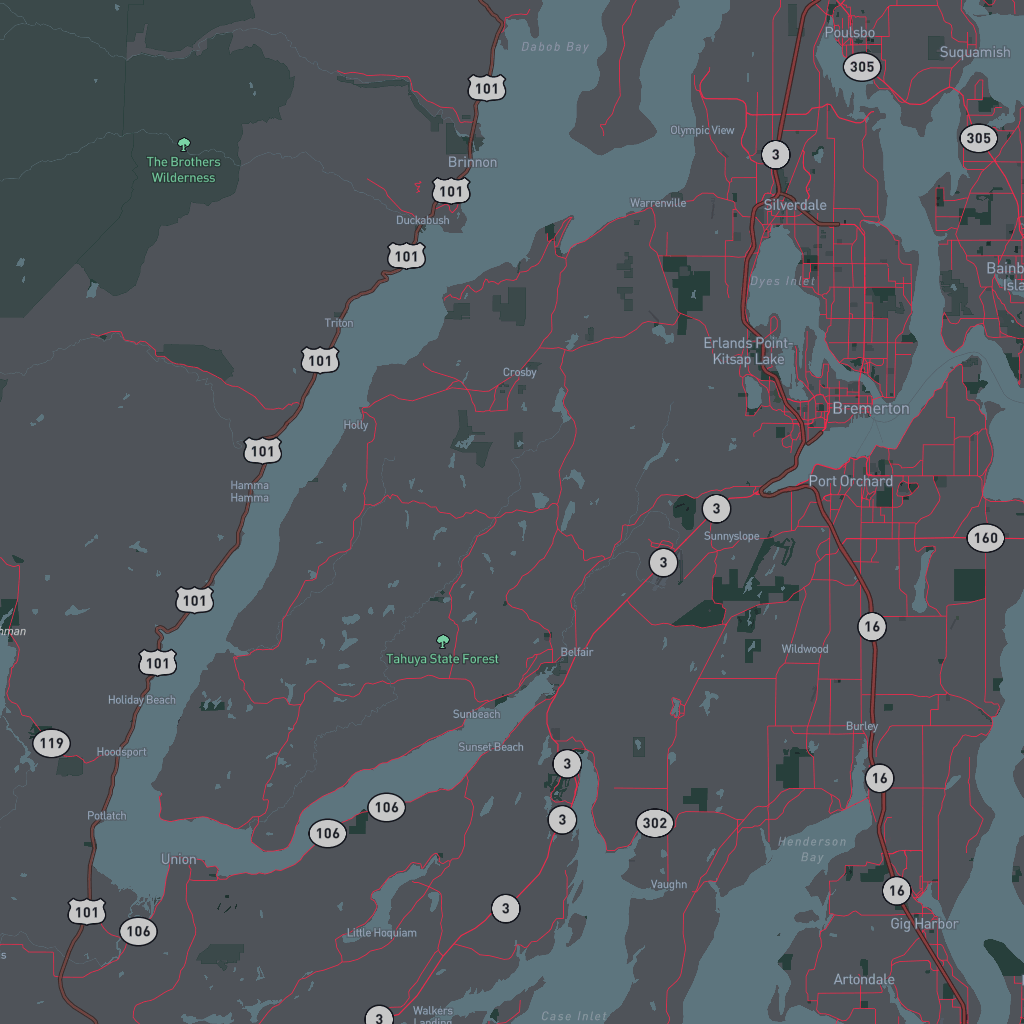 Poulsbo
Dabob Bay
Suquamish
305
101
305
Olympic View
3
The Brothers
Wilderness
Brinnon
101
Warrenville
Silverdale
Duckabush
101
Bainb
Isla
Dyes Inlet
Triton
Erlands Point-
Kitsap Lake
101
Crosby
Bremerton
Holly
101
Hamma
Hamma
Port Orchard
3
Sunnyslope
160
3
101
16
hman
Tahuya State Forest
Belfair
Wildwood
101
Holiday Beach
Sunbeach
Burley
119
Hoodsport
Sunset Beach
3
16
106
Potlatch
3
302
106
Henderson
Bay
Union
Vaughn
16
101
3
Gig Harbor
106
Little Hoquiam
s
Artondale
Walkers
Landing
3
Case Inlet